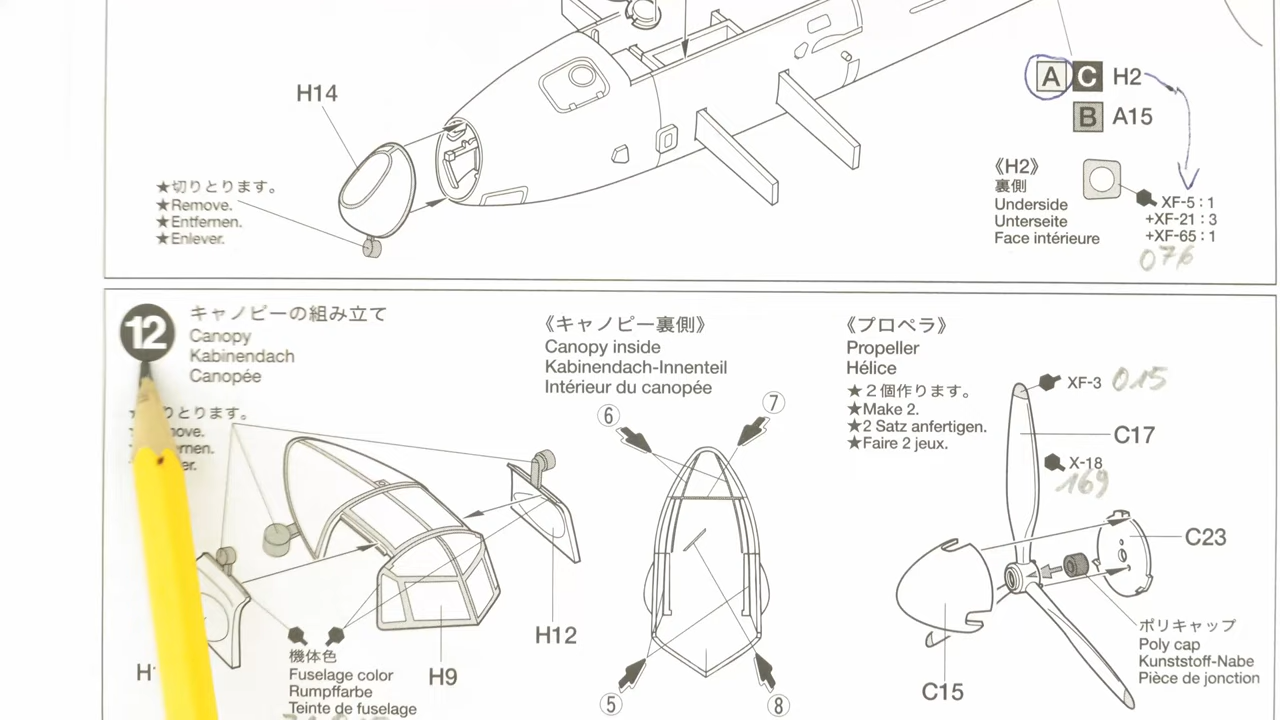 H14
★切りとります。
★Remove.
★Entfernen.
★Enlever.
A C H2
B A15
《H2》
裏側
Underside
Unterseite
Face intérieure
XF-5 : 1
+XF-21 : 3
+XF-65 : 1
076
12
キャノピーの組み立て
Canopy
Kabinendach
Canopée
りとります。
H12
H9
機体色
Fuselage color
Rumpffarbe
Teinte de fuselage
《キャノピー裏側》
Canopy inside
Kabinendach-Innenteil
Intérieur du canopée
⑥
⑦
⑤
⑧
《プロペラ》
Propeller
Hélice
★２個作ります。
★Make 2.
★2 Satz anfertigen.
★Faire 2 jeux.
XF-3 015
C17
X-18
169
C23
C15
ポリキャップ
Poly cap
Kunststoff-Nabe
Pièce de jonction